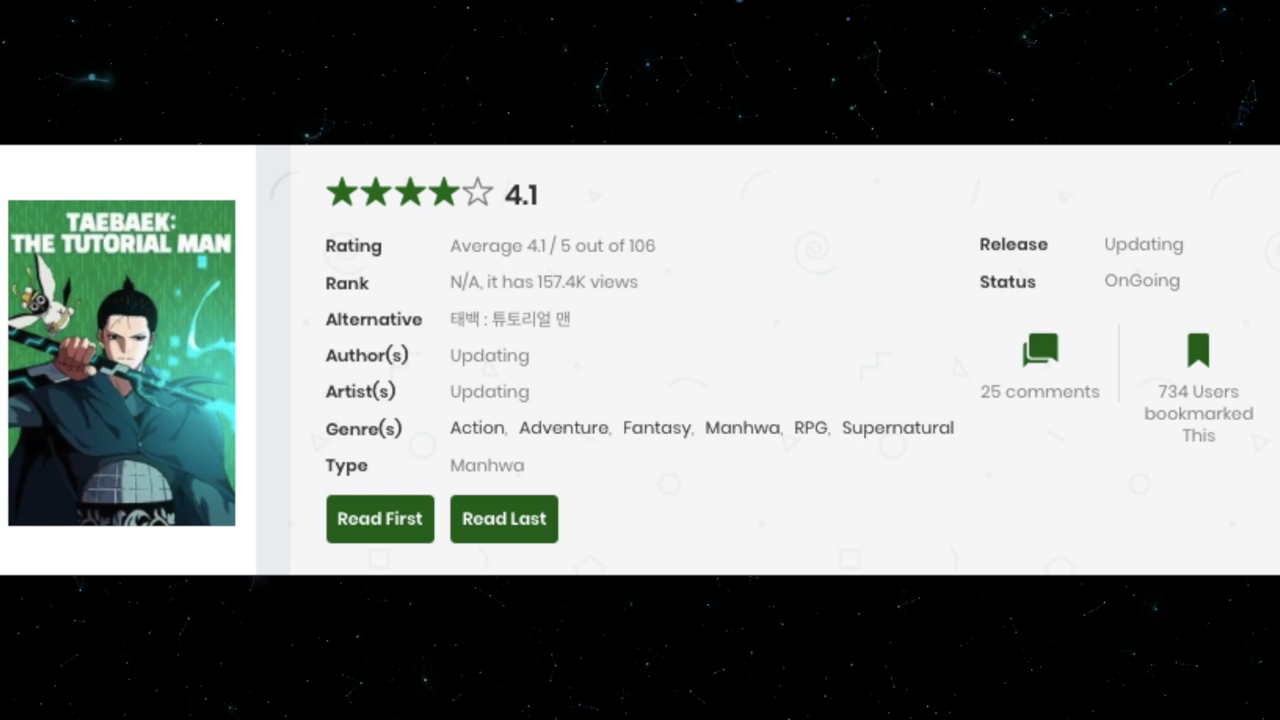 TAEBAEK:
THE TUTORIAL MAN
4.1
Rating Average 4.1 / 5 out of 106
Rank N/A, it has 157.4K views
Alternative 태백 : 튜토리얼 맨
Author(s) Updating
Artist(s) Updating
Genre(s) Action, Adventure, Fantasy, Manhwa, RPG, Supernatural
Type Manhwa
Read First Read Last
Release Updating
Status OnGoing
25 comments
734 Users
bookmarked
This